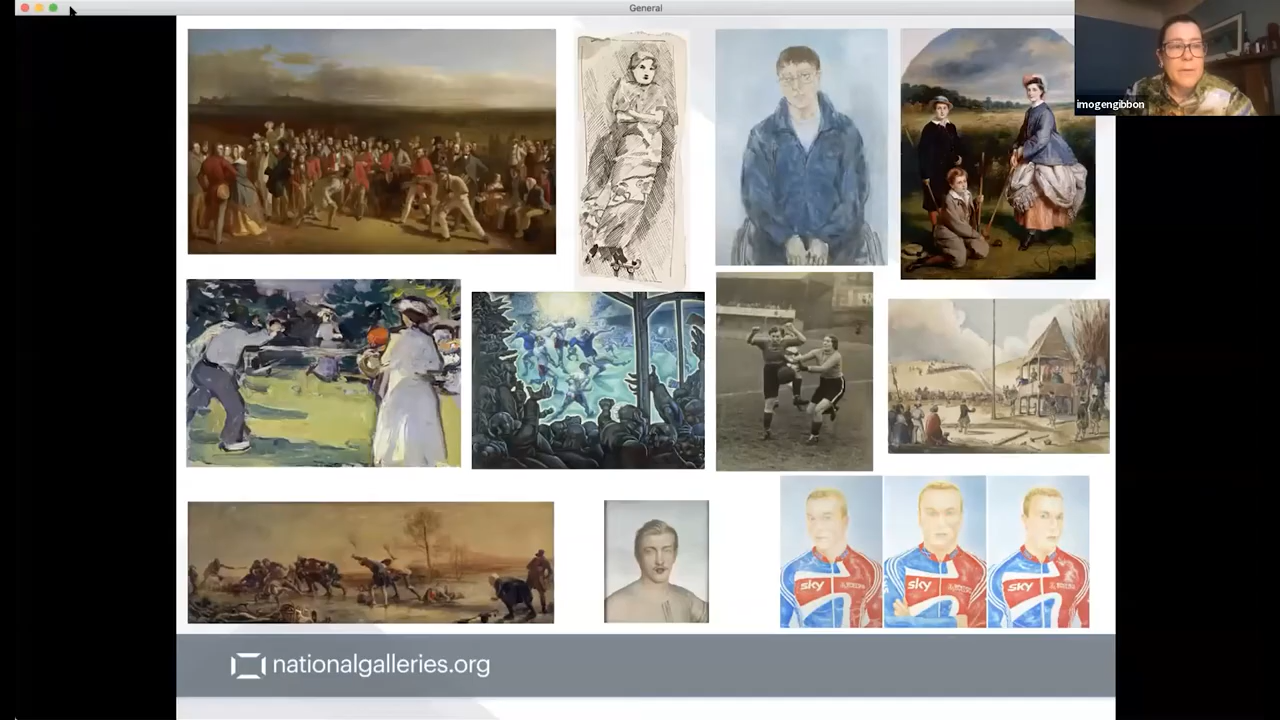 General
imogengibbon
sky
sky
sky
nationalgalleries.org